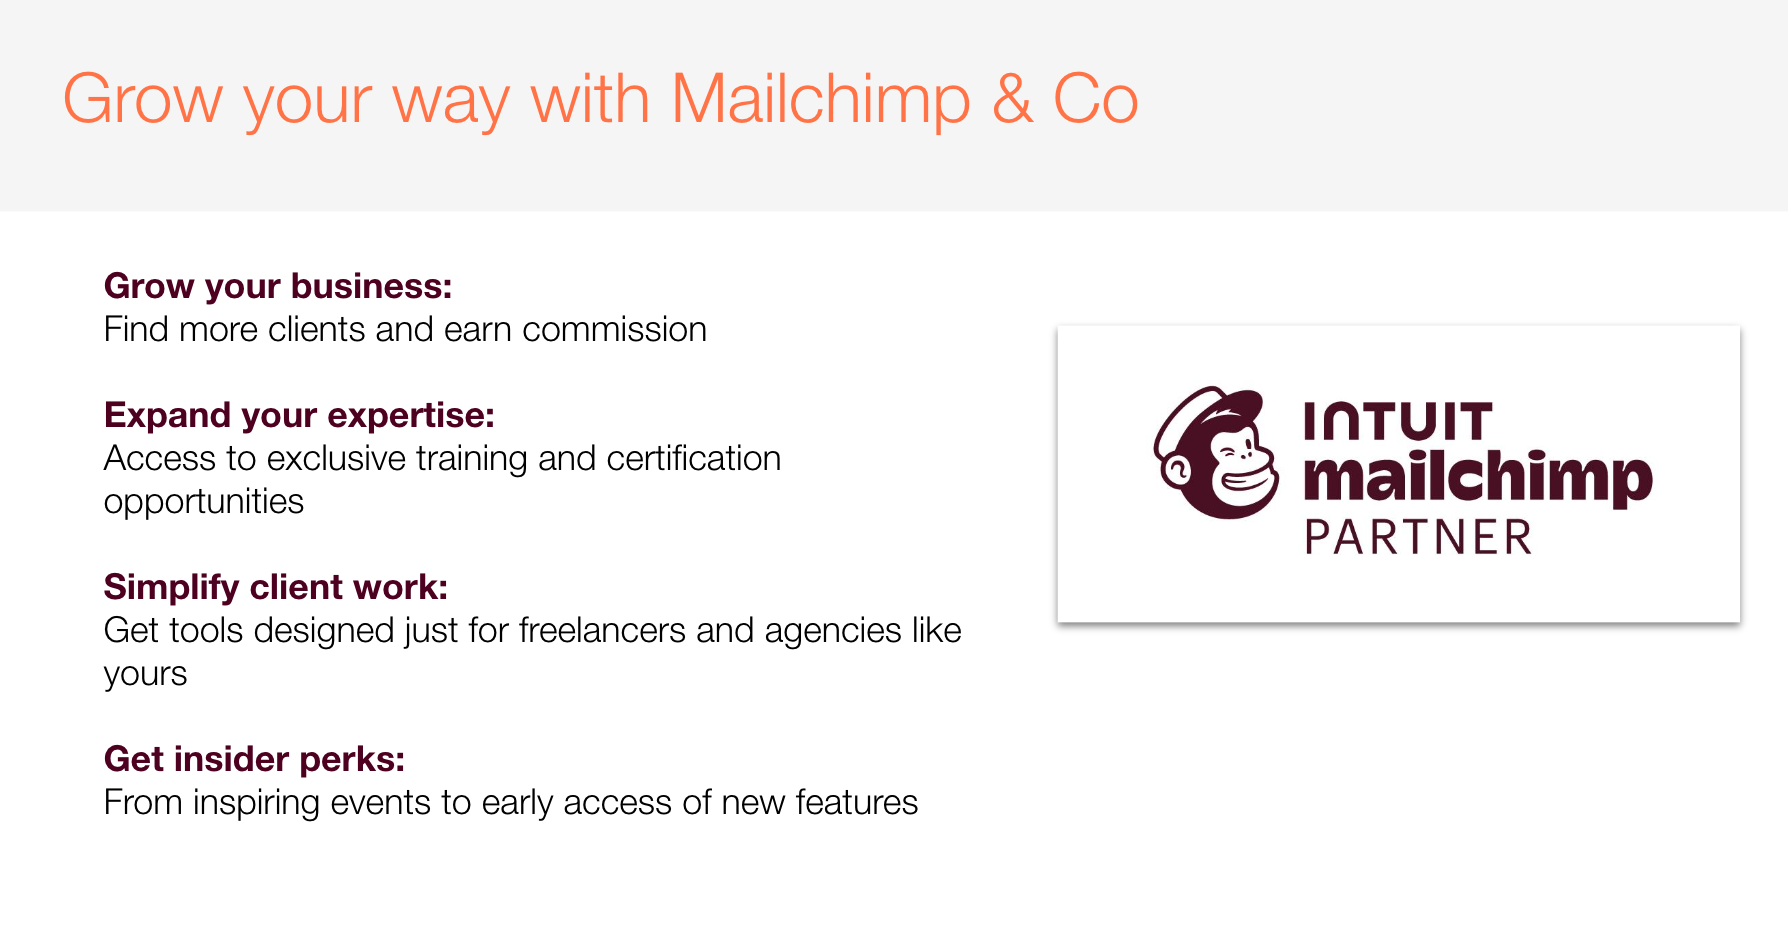 Grow your way with Mailchimp & Co
Grow your business:
Find more clients and earn commission
Expand your expertise:
Access to exclusive training and certification
opportunities
Simplify client work:
Get tools designed just for freelancers and agencies like
yours
Get insider perks:
From inspiring events to early access of new features
INTUIT
mailchimp
PARTNER